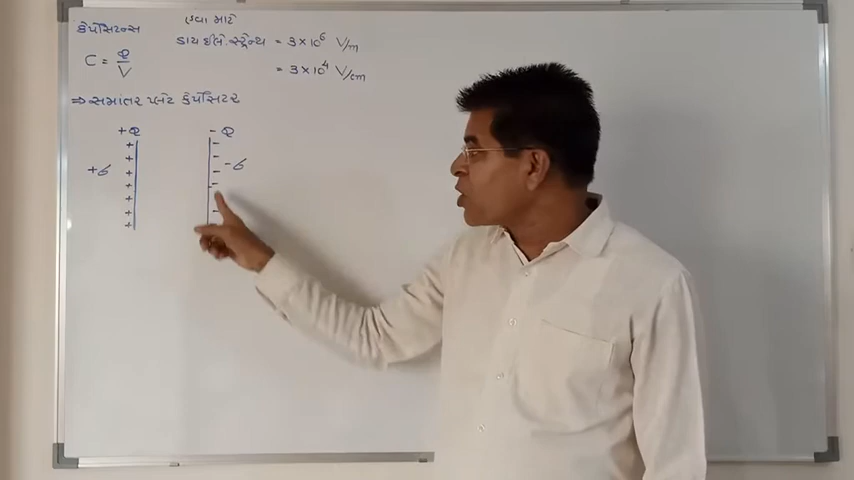 કેપેસિટન્સ
C = Q/V
હવા માટે
ડાયઈલે. સ્ટ્રેન્થ = 3 × 10⁶ V/m
= 3 × 10⁴ V/cm
⇒ સમાંતર પ્લેટ કેપેસિટર
+Q - Q
+σ - σ